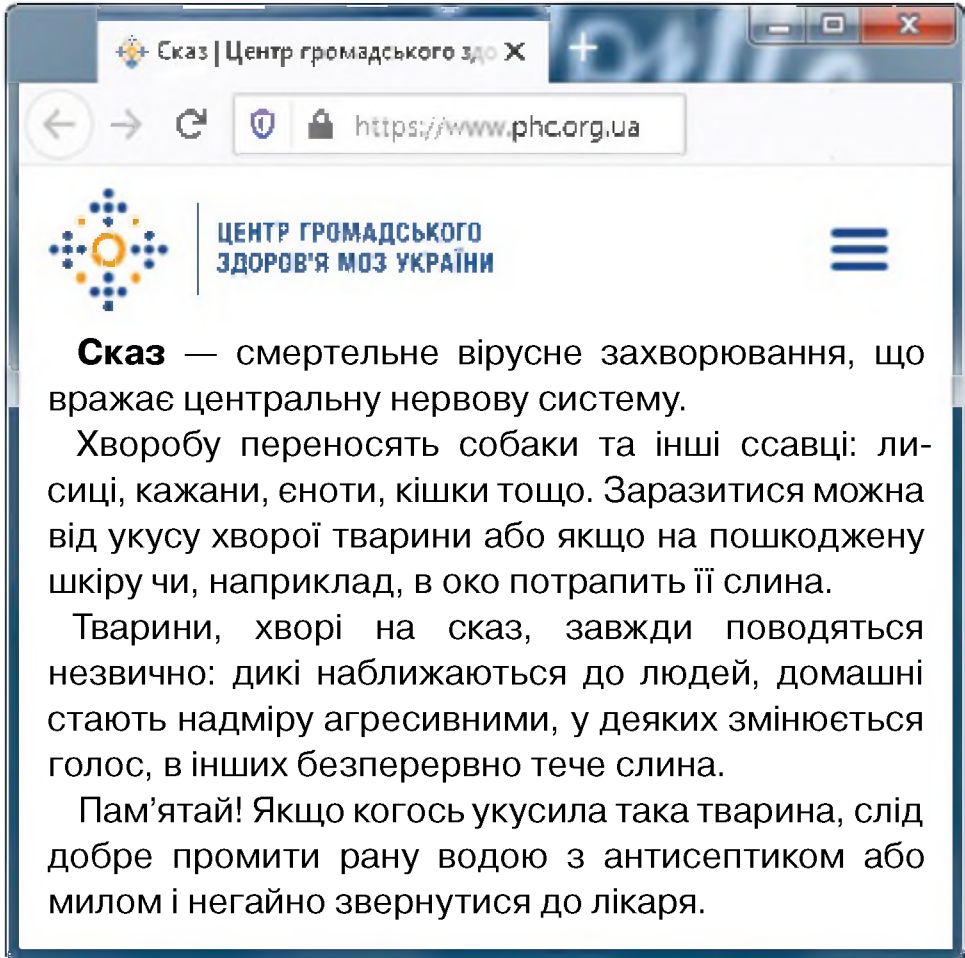 Сказ | Центр громадського здо
https://www.phc.org.ua
ЦЕНТР ГРОМАДСЬКОГО
ЗДОРОВ'Я МОЗ УКРАЇНИ
Сказ — смертельне вірусне захворювання, що
вражає центральну нервову систему.
Хворобу переносять собаки та інші ссавці: ли-
сиці, кажани, єноти, кішки тощо. Заразитися можна
від укусу хворої тварини або якщо на пошкоджену
шкіру чи, наприклад, в око потрапить її слина.
Тварини, хворі на сказ, завжди поводяться
незвично: дикі наближаються до людей, домашні
стають надміру агресивними, у деяких змінюється
голос, в інших безперервно тече слина.
Пам’ятай! Якщо когось укусила така тварина, слід
добре промити рану водою з антисептиком або
милом і негайно звернутися до лікаря.